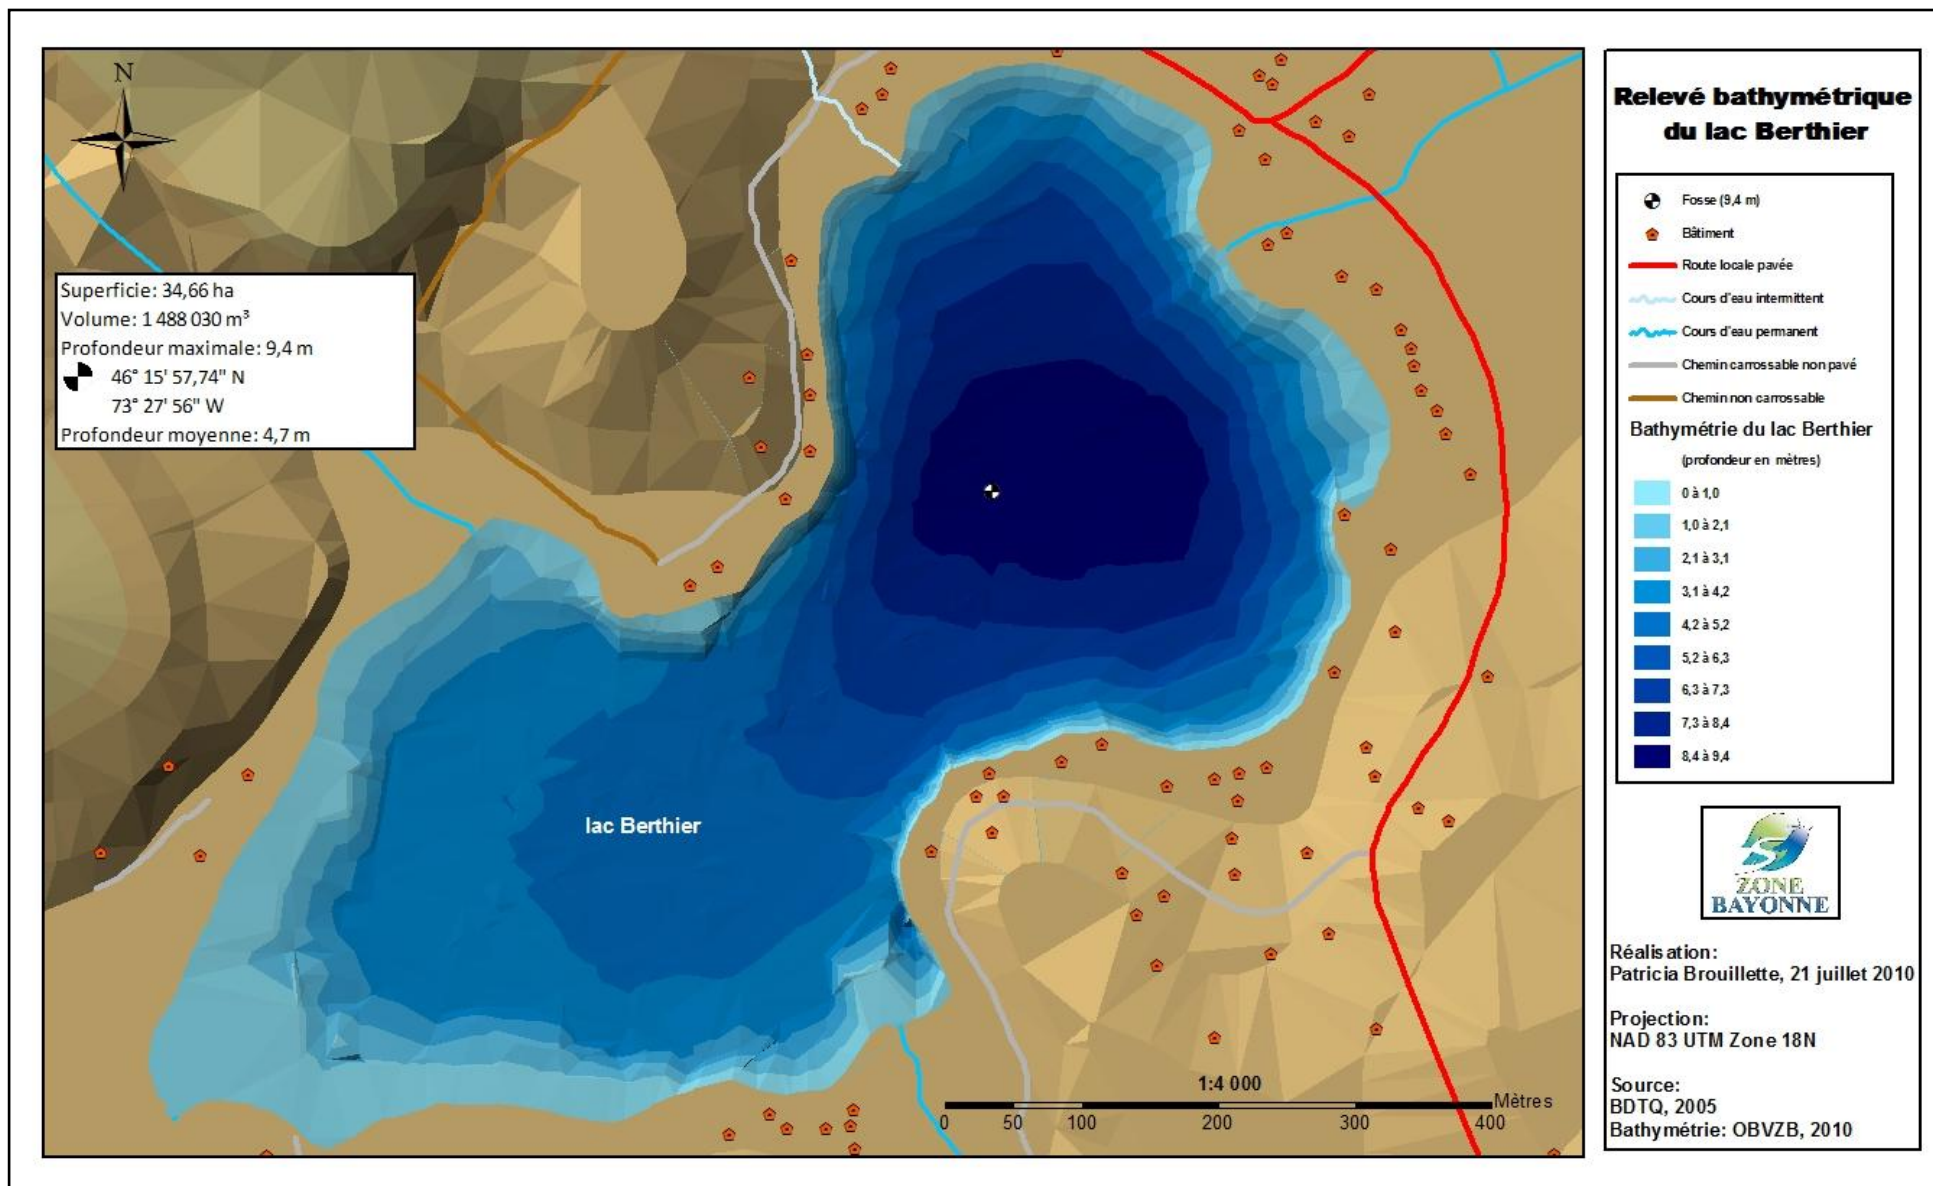 N
Superficie: 34,66 ha
Volume: 1 488 030 m³
Profondeur maximale: 9,4 m
46° 15' 57,74" N
73° 27' 56" W
Profondeur moyenne: 4,7 m
lac Berthier
1:4 000
Mètres
0 50 100 200 300 400
Relevé bathymétrique
du lac Berthier
Fosse (9,4 m)
Bâtiment
Route locale pavée
Cours d'eau intermittent
Cours d'eau permanent
Chemin carrossable non pavé
Chemin non carrossable
Bathymétrie du lac Berthier
(profondeur en mètres)
0 à 1,0
1,0 à 2,1
2,1 à 3,1
3,1 à 4,2
4,2 à 5,2
5,2 à 6,3
6,3 à 7,3
7,3 à 8,4
8,4 à 9,4
ZONE
BAYONNE
Réalisation:
Patricia Brouillette, 21 juillet 2010
Projection:
NAD 83 UTM Zone 18N
Source:
BDTQ, 2005
Bathymétrie: OBVZB, 2010